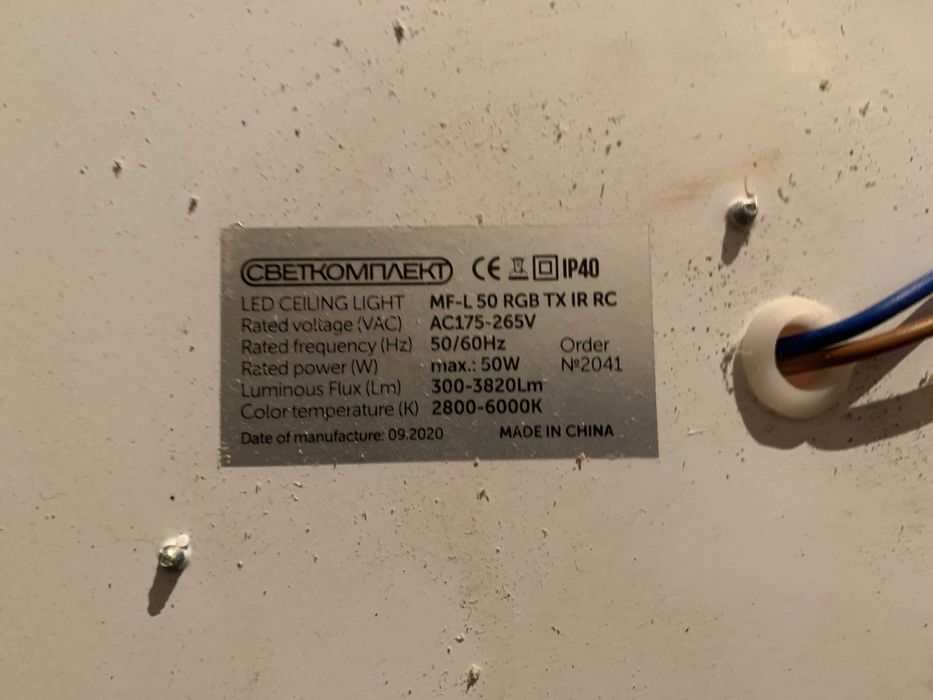 СВЕТКОМПЛЕКТ CE IP40
LED CEILING LIGHT MF-L 50 RGB TX IR RC
Rated voltage (VAC) AC175-265V
Rated frequency (Hz) 50/60Hz Order
Rated power (W) max.: 50W №2041
Luminous Flux (Lm) 300-3820Lm
Color temperature (K) 2800-6000K
Date of manufacture: 09.2020 MADE IN CHINA